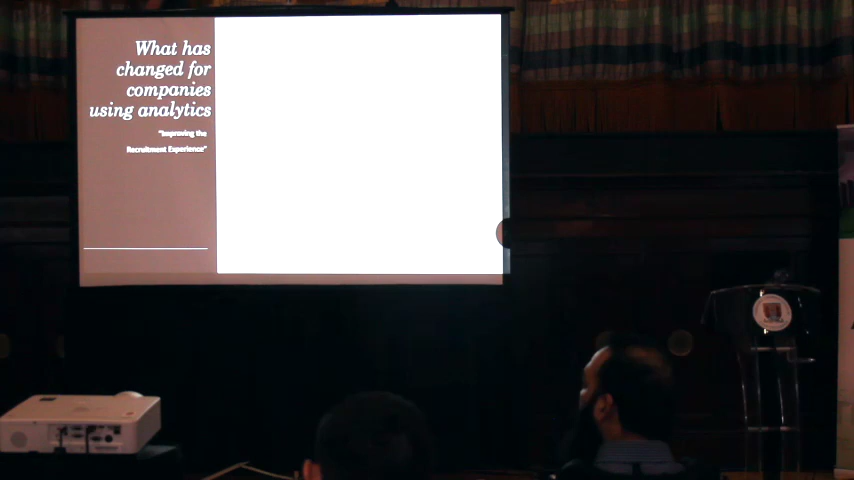 What has
changed for
companies
using analytics
"Improving the
Recruitment Experience"